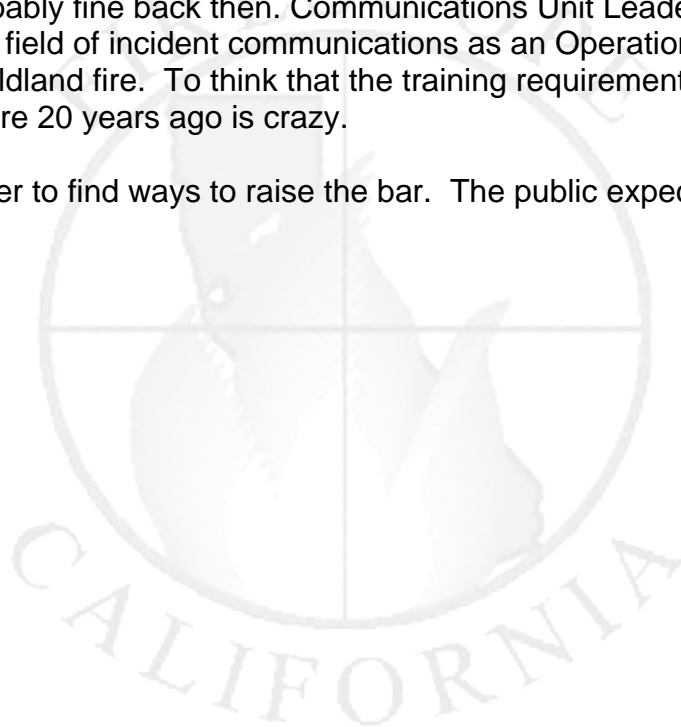 bably fine back then. Communications Unit Leade
field of incident communications as an Operation
ldland fire.  To think that the training requirement
re 20 years ago is crazy.
er to find ways to raise the bar.  The public expec
CALIFORNIA